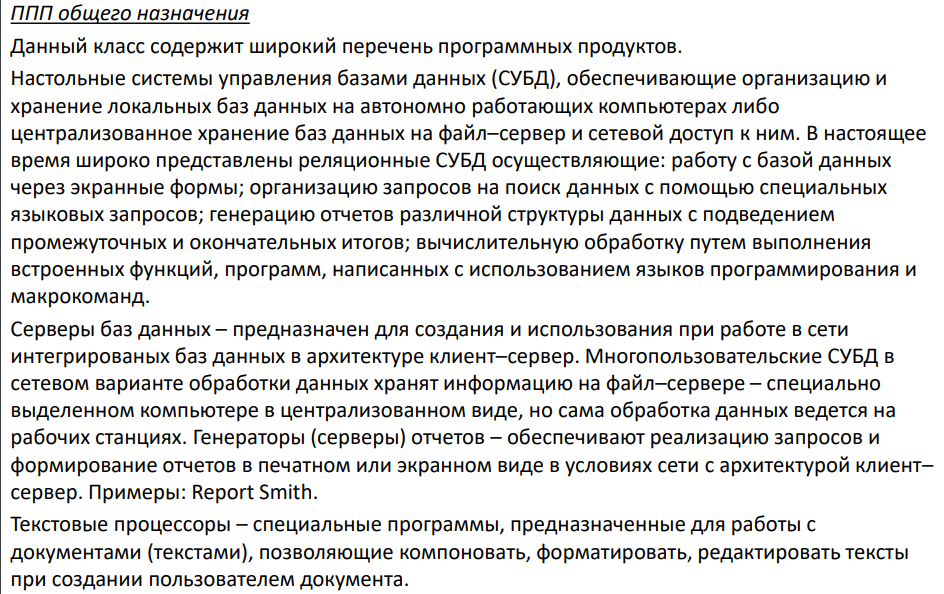 ППП общего назначения
Данный класс содержит широкий перечень программных продуктов.
Настольные системы управления базами данных (СУБД), обеспечивающие организацию и
хранение локальных баз данных на автономно работающих компьютерах либо
централизованное хранение баз данных на файл–сервер и сетевой доступ к ним. В настоящее
время широко представлены реляционные СУБД осуществляющие: работу с базой данных
через экранные формы; организацию запросов на поиск данных с помощью специальных
языковых запросов; генерацию отчетов различной структуры данных с подведением
промежуточных и окончательных итогов; вычислительную обработку путем выполнения
встроенных функций, программ, написанных с использованием языков программирования и
макрокоманд.
Серверы баз данных – предназначен для создания и использования при работе в сети
интегрированых баз данных в архитектуре клиент–сервер. Многопользовательские СУБД в
сетевом варианте обработки данных хранят информацию на файл–сервере – специально
выделенном компьютере в централизованном виде, но сама обработка данных ведется на
рабочих станциях. Генераторы (серверы) отчетов – обеспечивают реализацию запросов и
формирование отчетов в печатном или экранном виде в условиях сети с архитектурой клиент–
сервер. Примеры: Report Smith.
Текстовые процессоры – специальные программы, предназначенные для работы с
документами (текстами), позволяющие компоновать, форматировать, редактировать тексты
при создании пользователем документа.